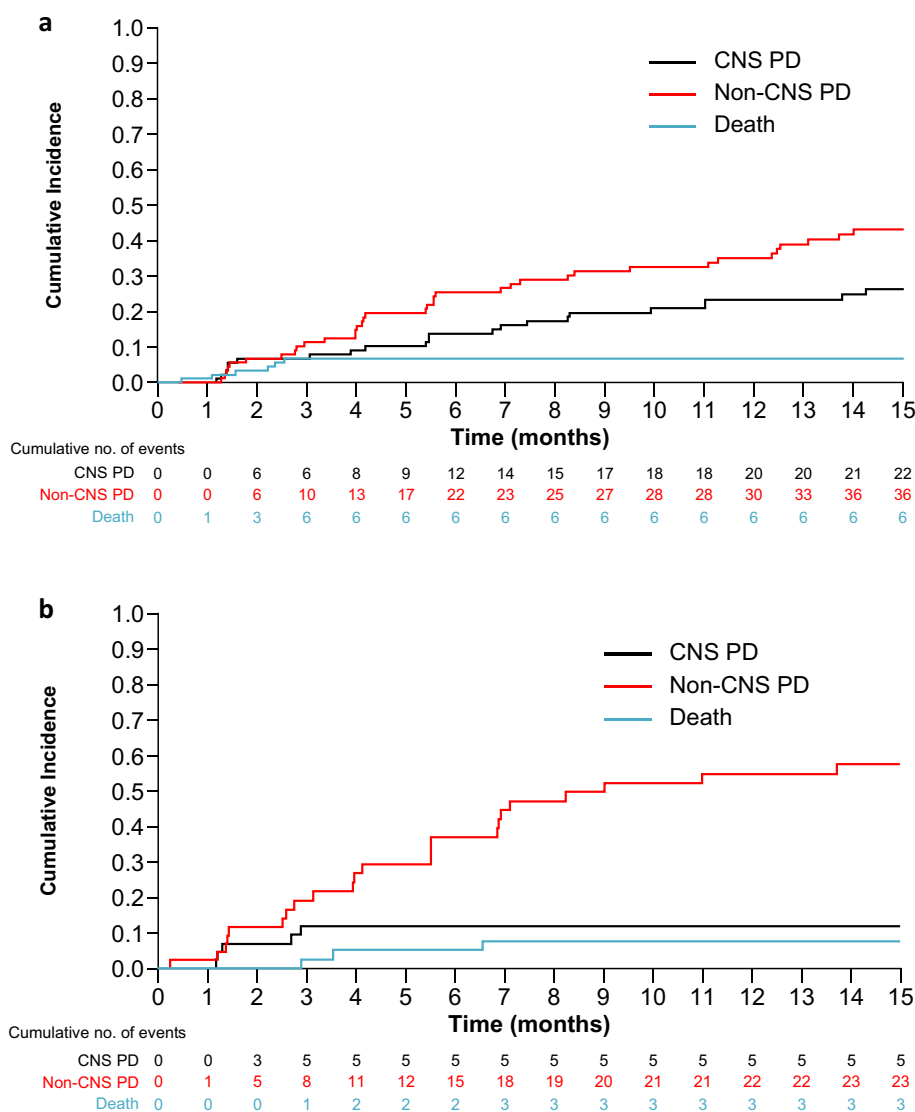 a
1.0
0.9
0.8
0.7
0.6
0.5
0.4
0.3
0.2
0.1
0.0
Cumulative Incidence
CNS PD
Non-CNS PD
Death
0 1 2 3 4 5 6 7 8 9 10 11 12 13 14 15
Time (months)
Cumulative no. of events
CNS PD 0 0 6 6 8 9 12 14 15 17 18 18 20 20 21 22
Non-CNS PD 0 0 6 10 13 17 22 23 25 27 28 28 30 33 36 36
Death 0 1 3 6 6 6 6 6 6 6 6 6 6 6 6 6
b
1.0
0.9
0.8
0.7
0.6
0.5
0.4
0.3
0.2
0.1
0.0
Cumulative Incidence
CNS PD
Non-CNS PD
Death
0 1 2 3 4 5 6 7 8 9 10 11 12 13 14 15
Time (months)
Cumulative no. of events
CNS PD 0 0 3 5 5 5 5 5 5 5 5 5 5 5 5 5
Non-CNS PD 0 1 5 8 11 12 15 18 19 20 21 21 22 22 23 23
Death 0 0 0 1 2 2 2 3 3 3 3 3 3 3 3 3